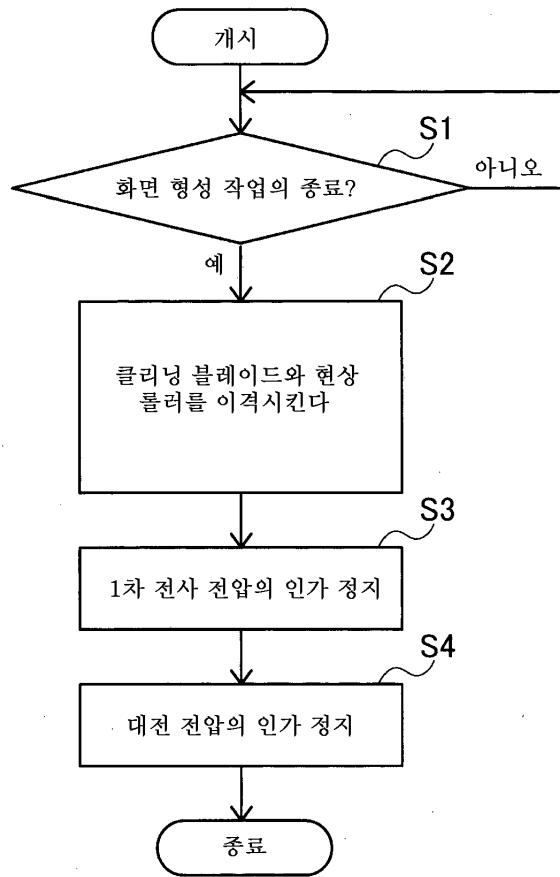 개시
S1
화면 형성 작업의 종료?
아니오
예
S2
클리닝 블레이드와 현상
롤러를 이격시킨다
S3
1차 전사 전압의 인가 정지
S4
대전 전압의 인가 정지
종료